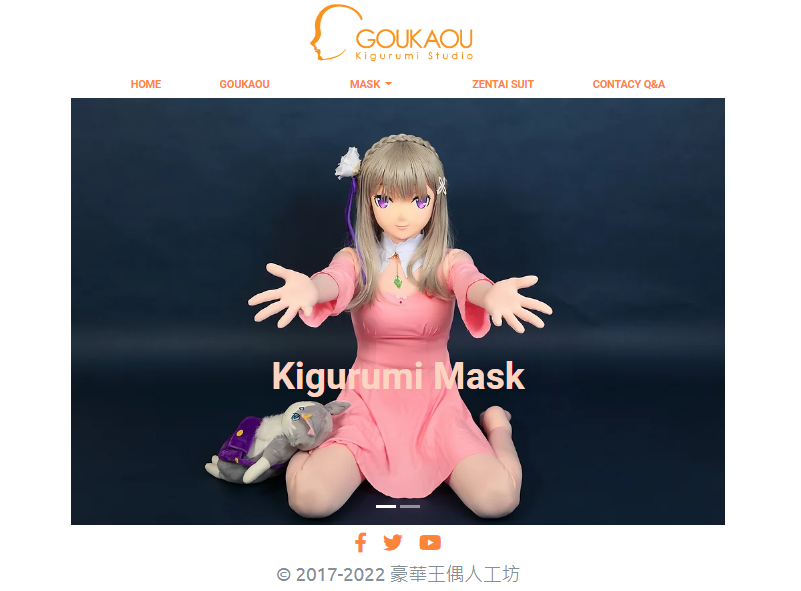 GOUKAOU
Kigurumi Studio
HOME GOUKAOU MASK ZENTAI SUIT CONTACY Q&A
Kigurumi Mask
© 2017-2022 豪華王偶人工坊